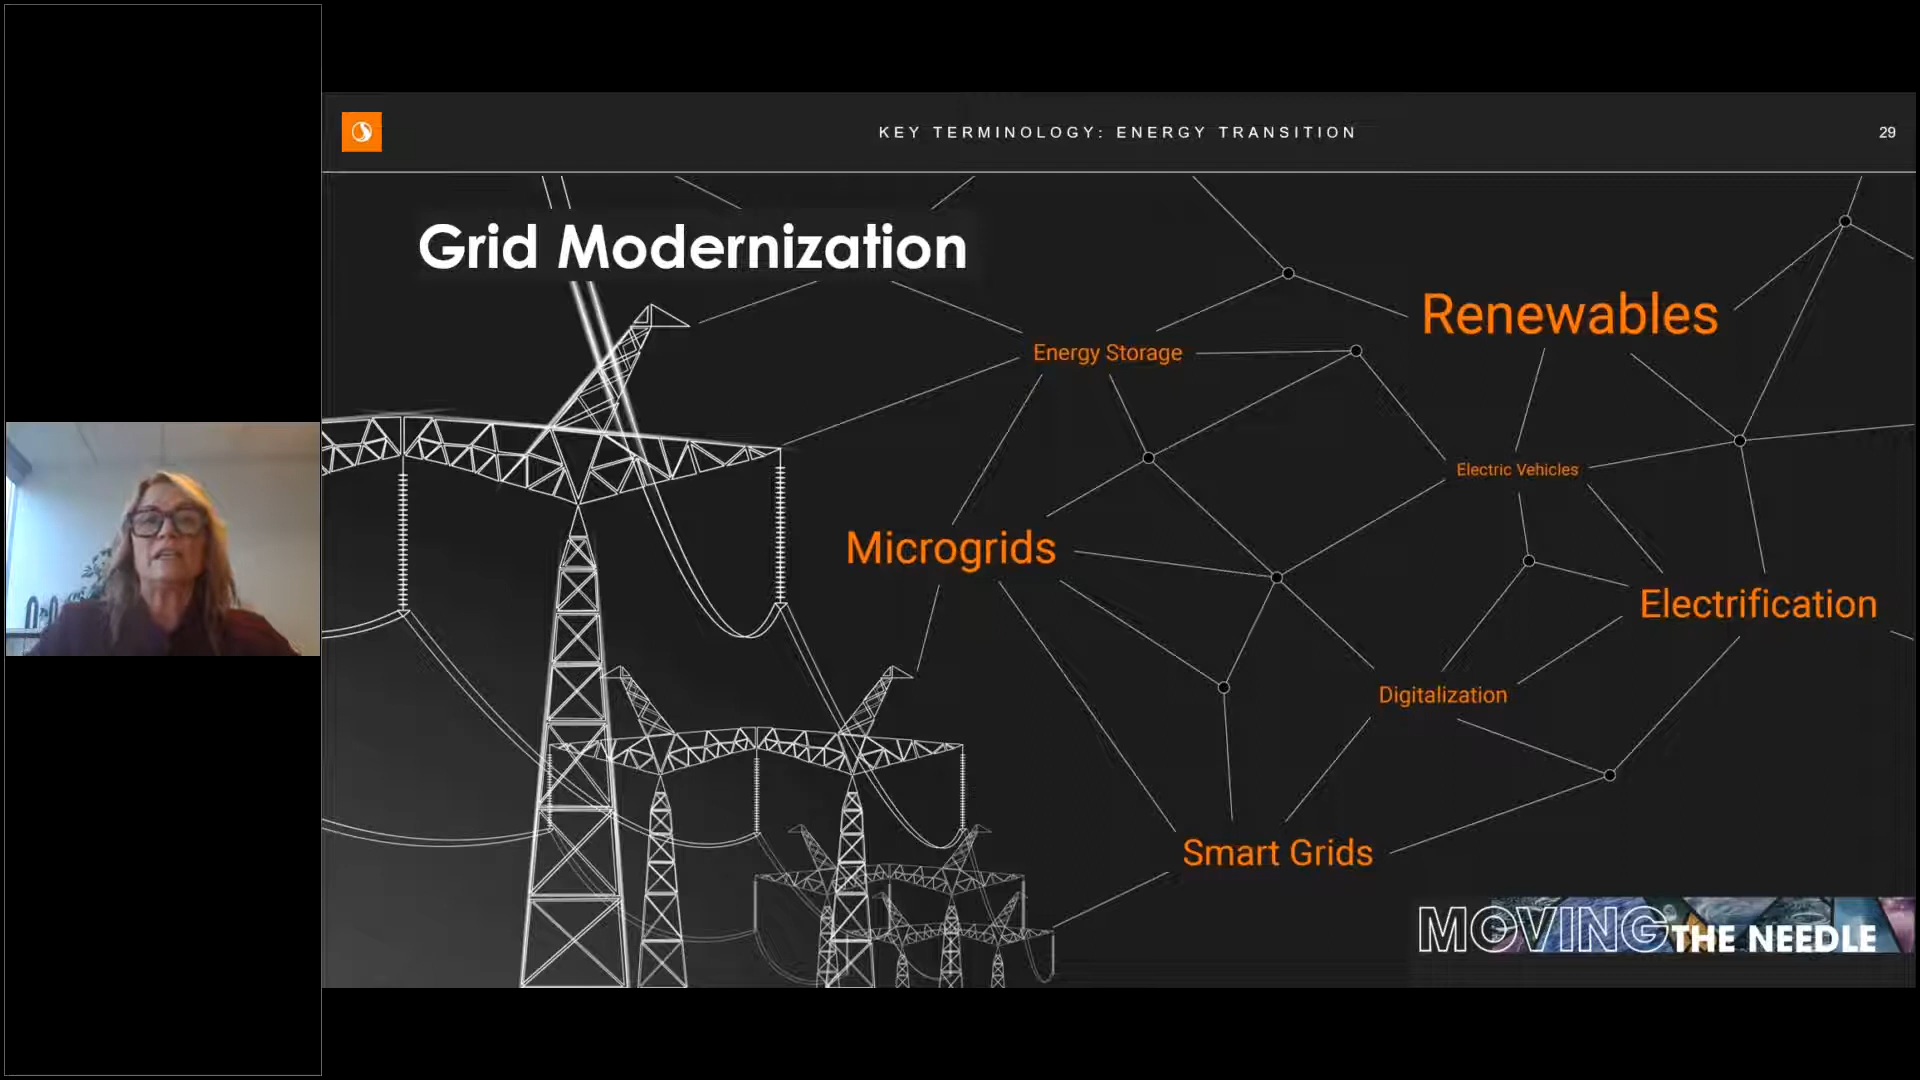 KEY TERMINOLOGY: ENERGY TRANSITION
29
Grid Modernization
Renewables
Energy Storage
Electric Vehicles
Microgrids
Electrification
Digitalization
Smart Grids
MOVING THE NEEDLE